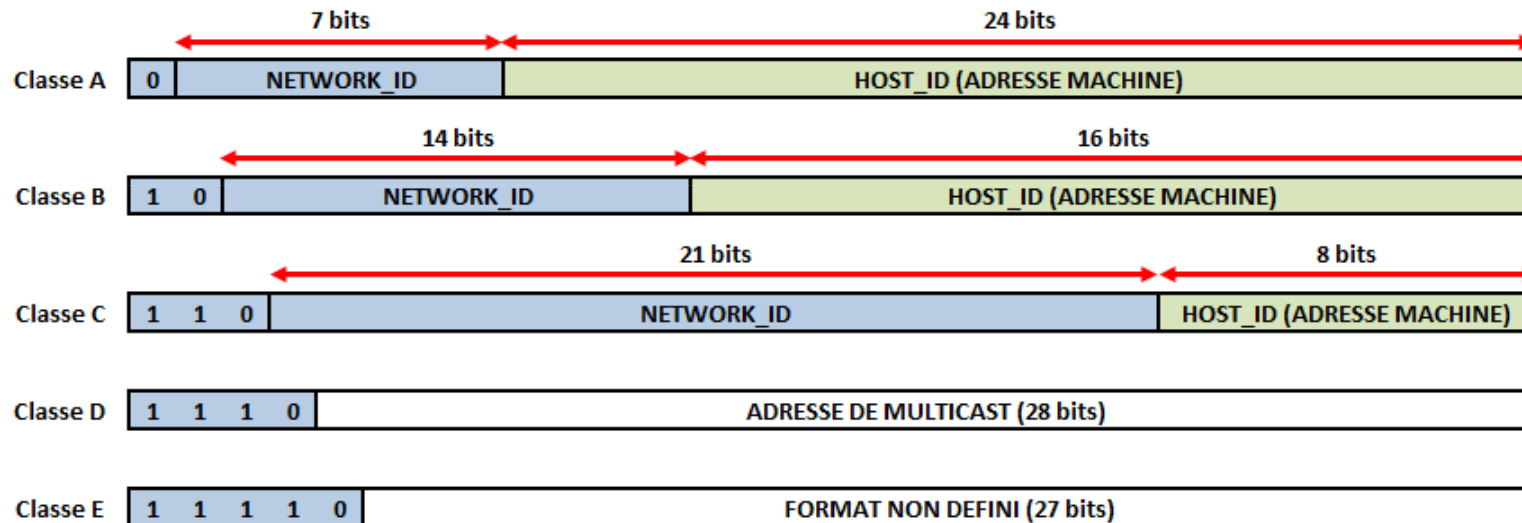 7 bits 24 bits
Classe A 0 NETWORK_ID HOST_ID (ADRESSE MACHINE)
14 bits 16 bits
Classe B 1 0 NETWORK_ID HOST_ID (ADRESSE MACHINE)
21 bits 8 bits
Classe C 1 1 0 NETWORK_ID HOST_ID (ADRESSE MACHINE)
Classe D 1 1 1 0 ADRESSE DE MULTICAST (28 bits)
Classe E 1 1 1 1 0 FORMAT NON DEFINI (27 bits)